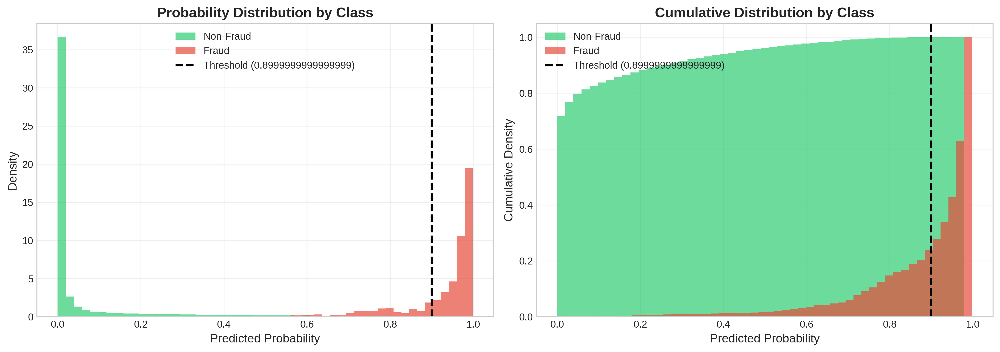 Probability Distribution by Class
Non-Fraud
Fraud
Threshold (0.8999999999999999)
Density
35
30
25
20
15
10
5
0
0.0
0.2
0.4
0.6
0.8
1.0
Predicted Probability
Cumulative Distribution by Class
Non-Fraud
Fraud
Threshold (0.8999999999999999)
Cumulative Density
1.0
0.8
0.6
0.4
0.2
0.0
0.0
0.2
0.4
0.6
0.8
1.0
Predicted Probability